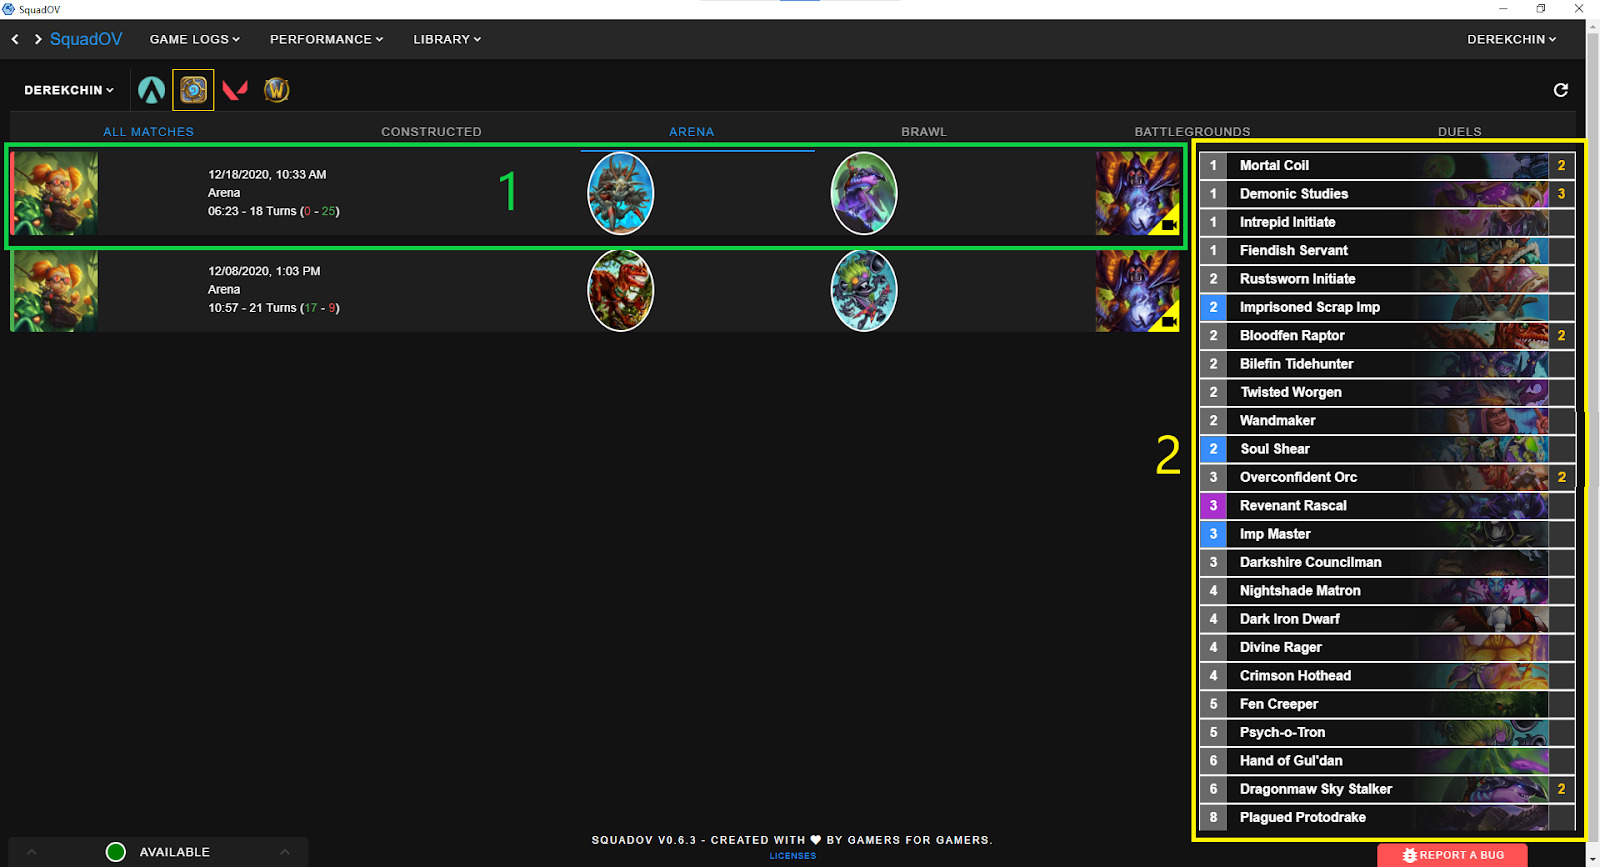 SquadOV
SquadOV GAME LOGS PERFORMANCE LIBRARY DEREKCHIN
DEREKCHIN
ALL MATCHES CONSTRUCTED ARENA BRAWL BATTLEGROUNDS DUELS
12/18/2020, 10:33 AM
Arena
06:23 - 18 Turns (0 - 25)
1
12/08/2020, 1:03 PM
Arena
10:57 - 21 Turns (17 - 9)
2
1 Mortal Coil 2
1 Demonic Studies 3
1 Intrepid Initiate
1 Fiendish Servant
2 Rustsworn Initiate
2 Imprisoned Scrap Imp
2 Bloodfen Raptor 2
2 Bilefin Tidehunter
2 Twisted Worgen
2 Wandmaker
2 Soul Shear
3 Overconfident Orc 2
3 Revenant Rascal
3 Imp Master
3 Darkshire Councilman
4 Nightshade Matron
4 Dark Iron Dwarf
4 Divine Rager
4 Crimson Hothead
5 Fen Creeper
5 Psych-o-Tron
6 Hand of Gul'dan
6 Dragonmaw Sky Stalker 2
8 Plagued Protodrake
AVAILABLE
SQUADOV V0.6.3 - CREATED WITH ♥ BY GAMERS FOR GAMERS.
LICENSES
REPORT A BUG